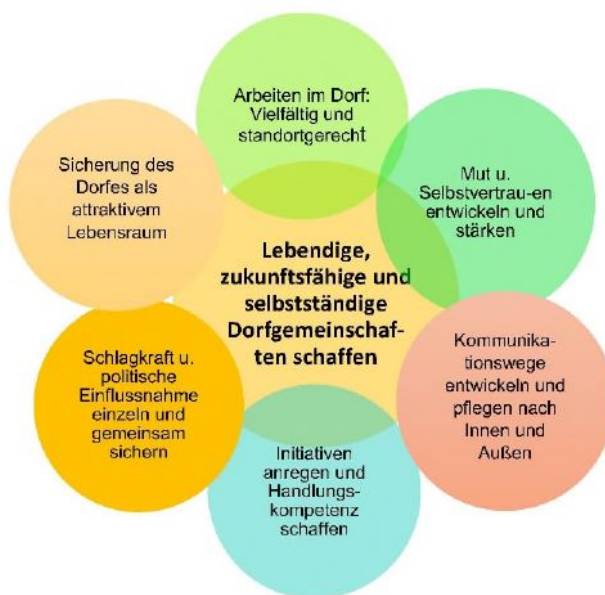 Arbeiten im Dorf:
Vielfältig und
standortgerecht
Mut u.
Selbstvertrau-en
entwickeln und
stärken
Kommunika-
tionswege
entwickeln und
pflegen nach
Innen und
Außen
Initiativen
anregen und
Handlungs-
kompetenz
schaffen
Schlagkraft u.
politische
Einflussnahme
einzeln und
gemeinsam
sichern
Sicherung des
Dorfes als
attraktivem
Lebensraum
Lebendige,
zukunftsfähige und
selbstständige
Dorfgemeinschaf-
ten schaffen